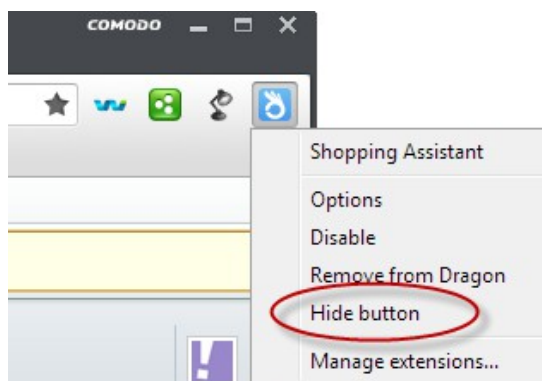 COMODO
Shopping Assistant
Options
Disable
Remove from Dragon
Hide button
Manage extensions...